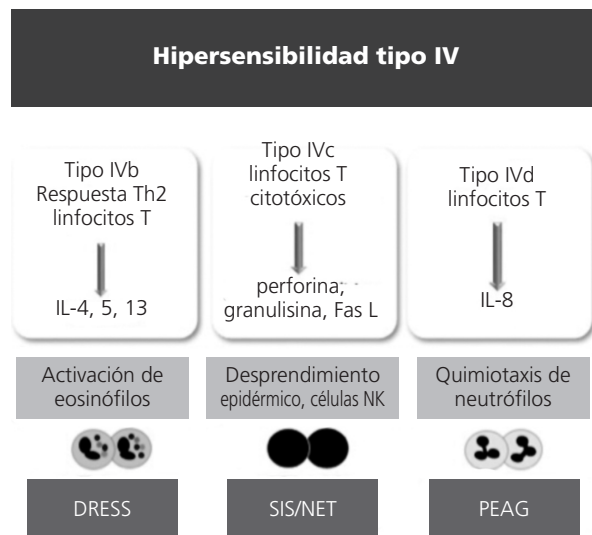 Hipersensibilidad tipo IV
Tipo IVb
Respuesta Th2
linfocitos T
IL-4, 5, 13
Activación de
eosinófilos
DRESS
Tipo IVc
linfocitos T
citotóxicos
perforina,
granulisina, Fas L
Desprendimiento
epidérmico, células NK
SIS/NET
Tipo IVd
linfocitos T
IL-8
Quimiotaxis de
neutrófilos
PEAG